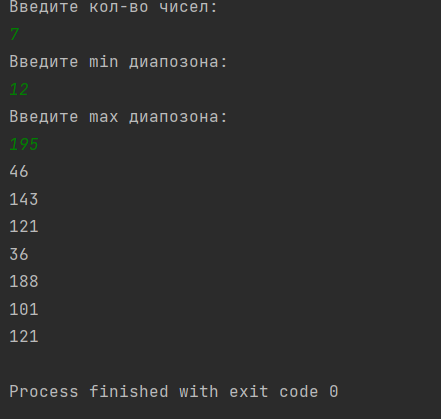 Введите кол-во чисел:
7
Введите min диапозона:
12
Введите max диапозона:
195
46
143
121
36
188
101
121
Process finished with exit code 0